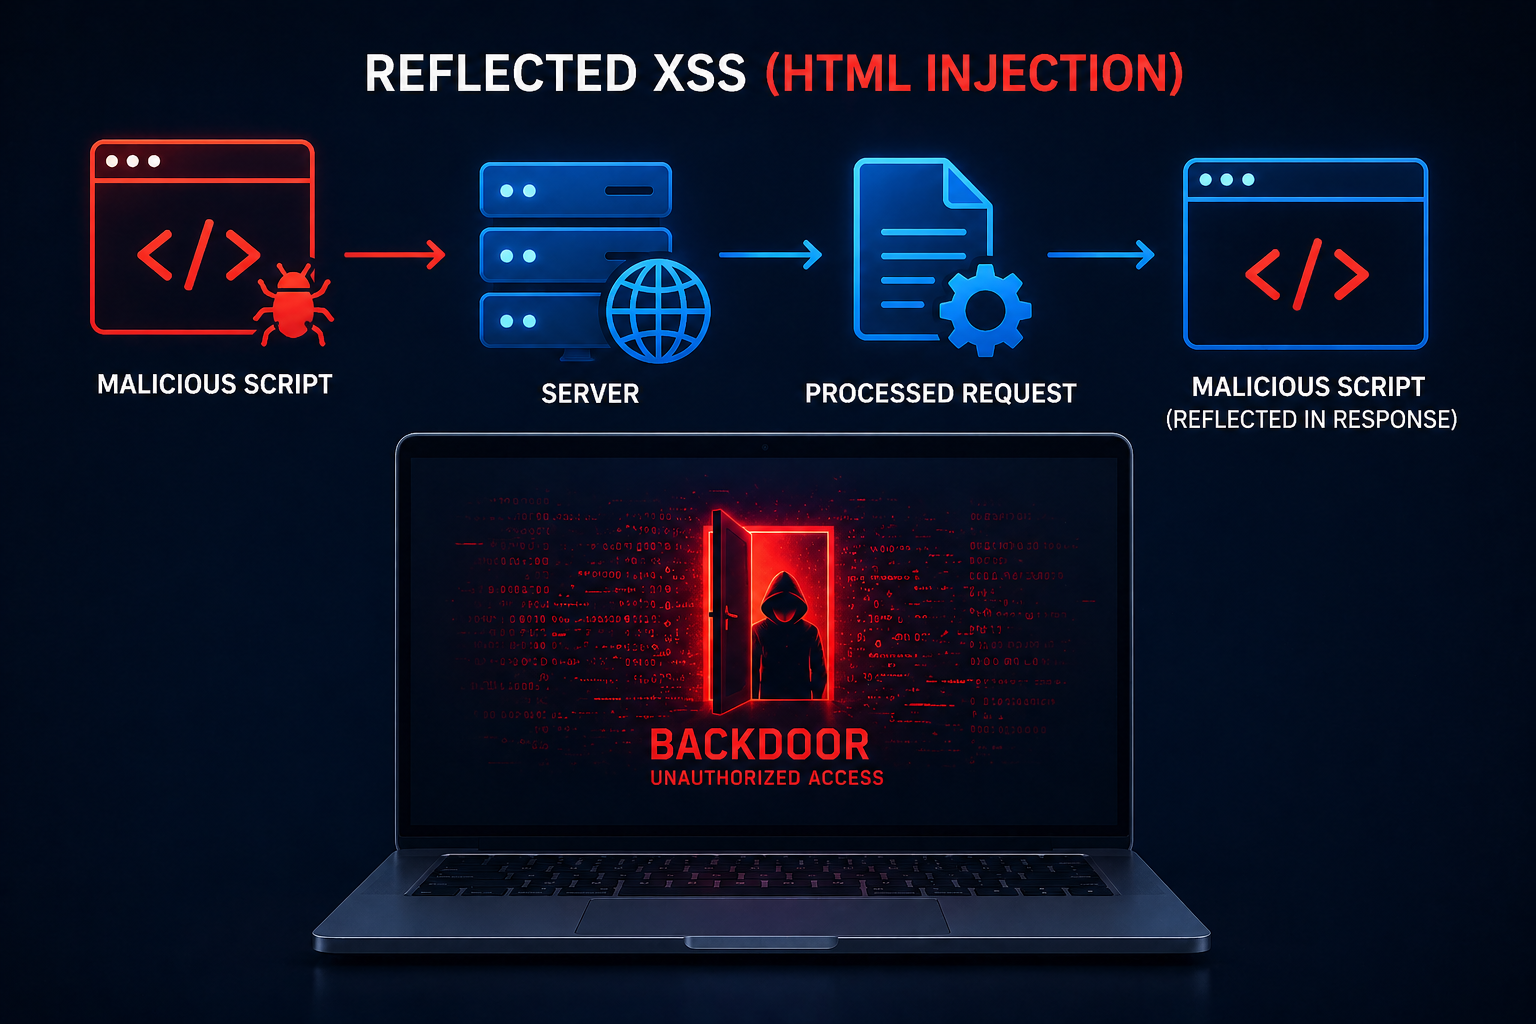 REFLECTED XSS (HTML INJECTION)
MALICIOUS SCRIPT
SERVER
PROCESSED REQUEST
MALICIOUS SCRIPT
(REFLECTED IN RESPONSE)
BACKDOOR
UNAUTHORIZED ACCESS